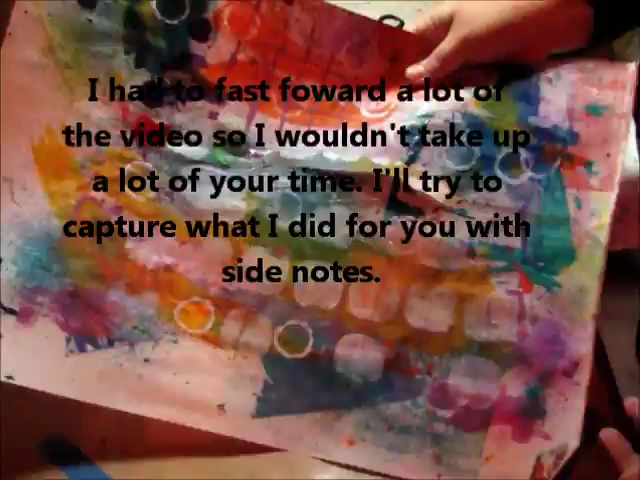 I had to fast foward a lot of
the video so I wouldn't take up
a lot of your time. I'll try to
capture what I did for you with
side notes.